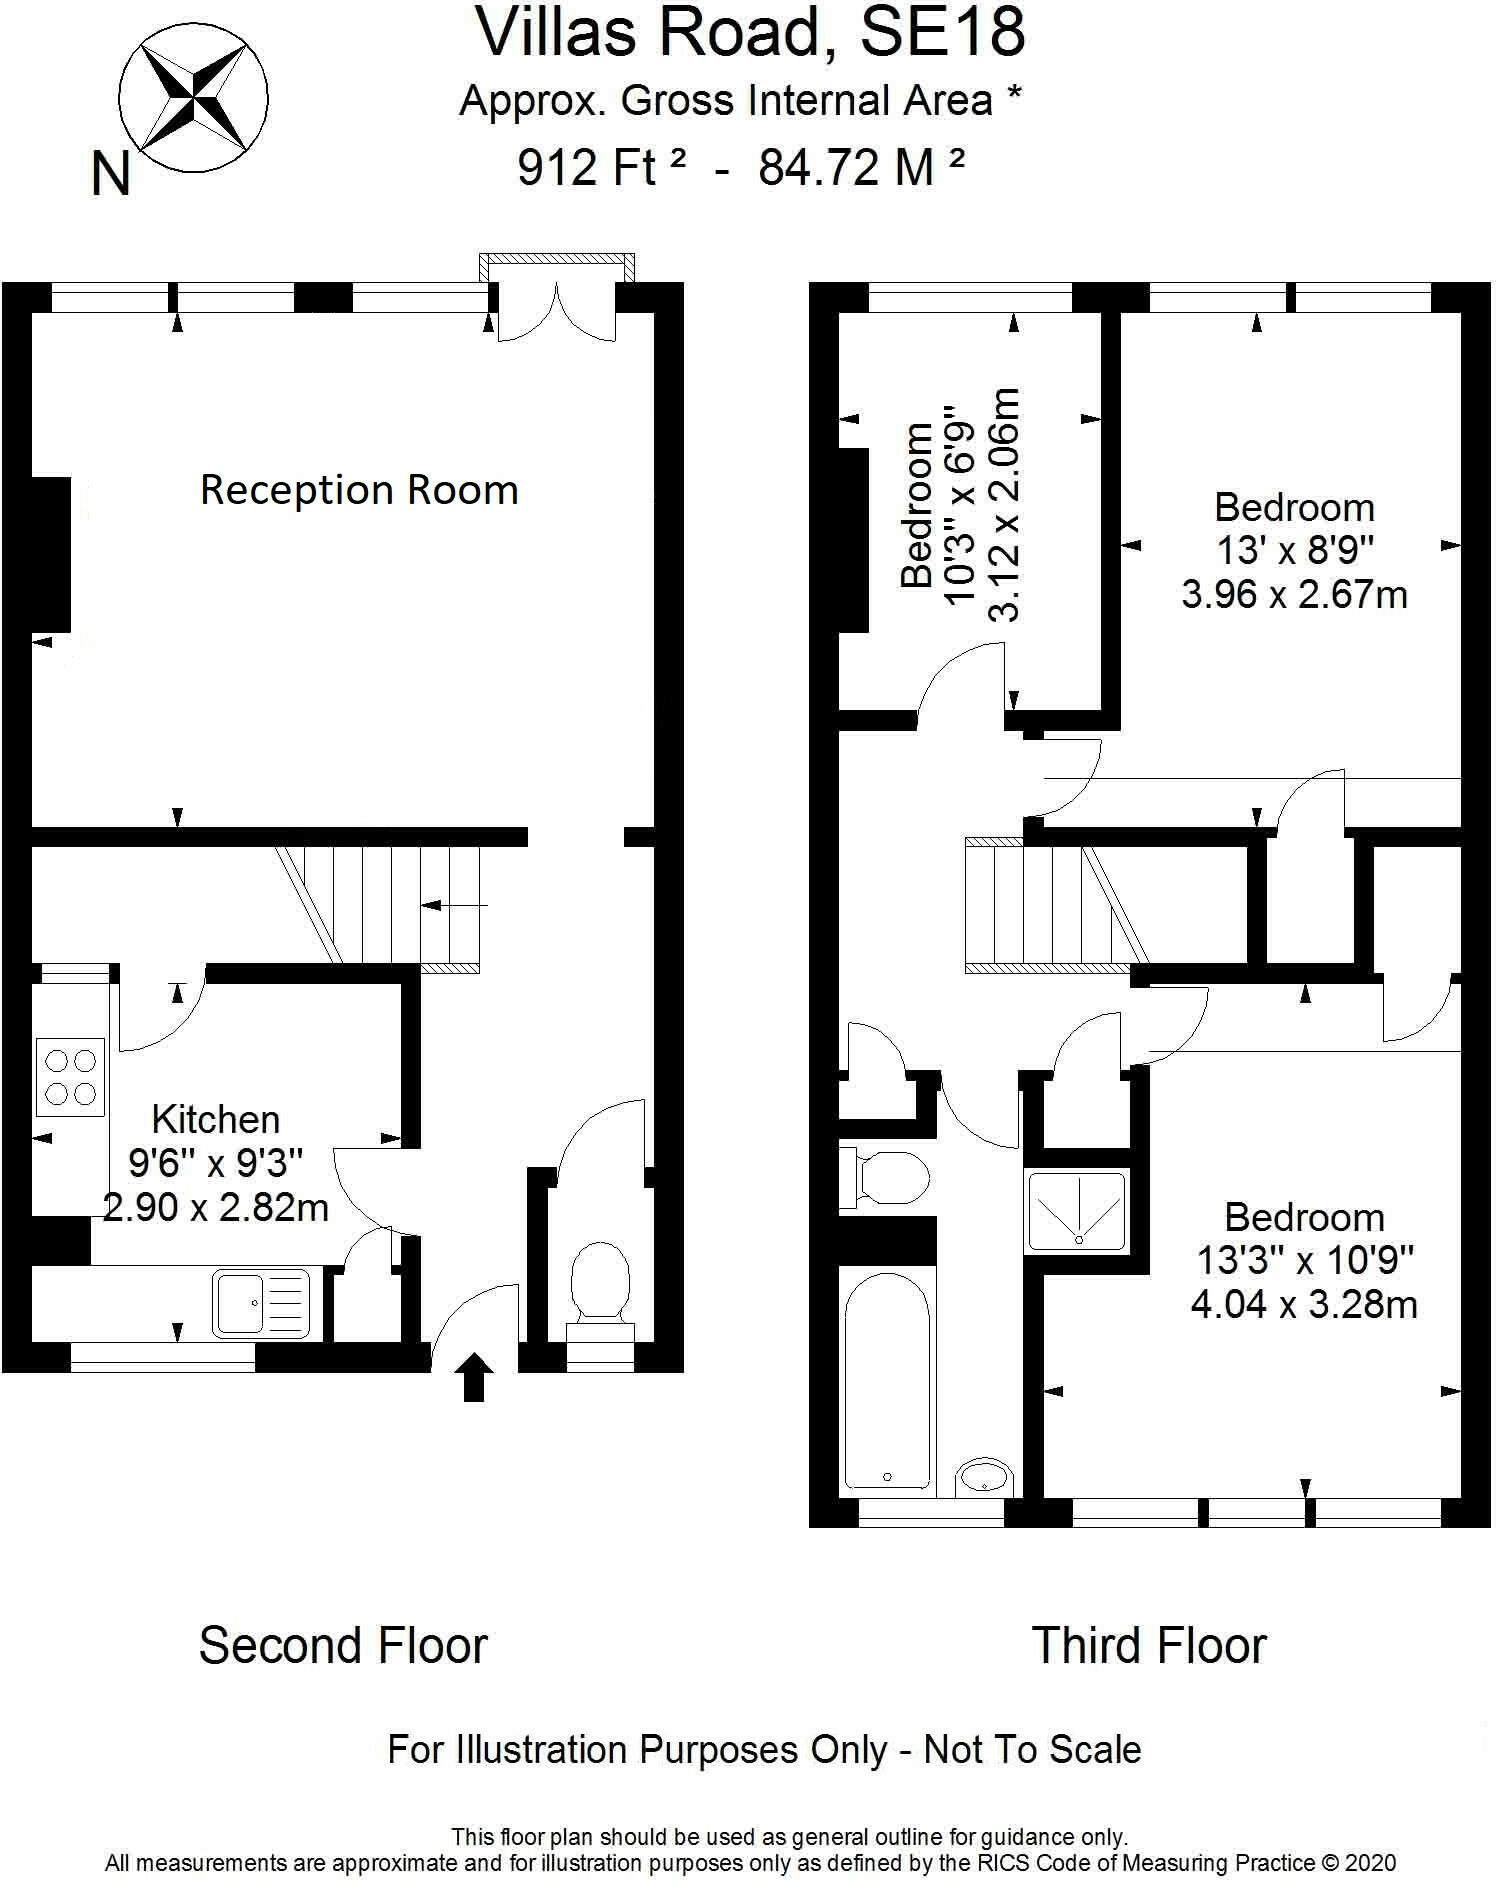 Villas Road, SE18
Approx. Gross Internal Area *
912 Ft ² - 84.72 M ²
N
Reception Room
Kitchen
9'6" x 9'3"
2.90 x 2.82m
Bedroom
10'3" x 6'9"
3.12 x 2.06m
Bedroom
13' x 8'9"
3.96 x 2.67m
Bedroom
13'3" x 10'9"
4.04 x 3.28m
Second Floor
Third Floor
For Illustration Purposes Only - Not To Scale
This floor plan should be used as general outline for guidance only.
All measurements are approximate and for illustration purposes only as defined by the RICS Code of Measuring Practice © 2020